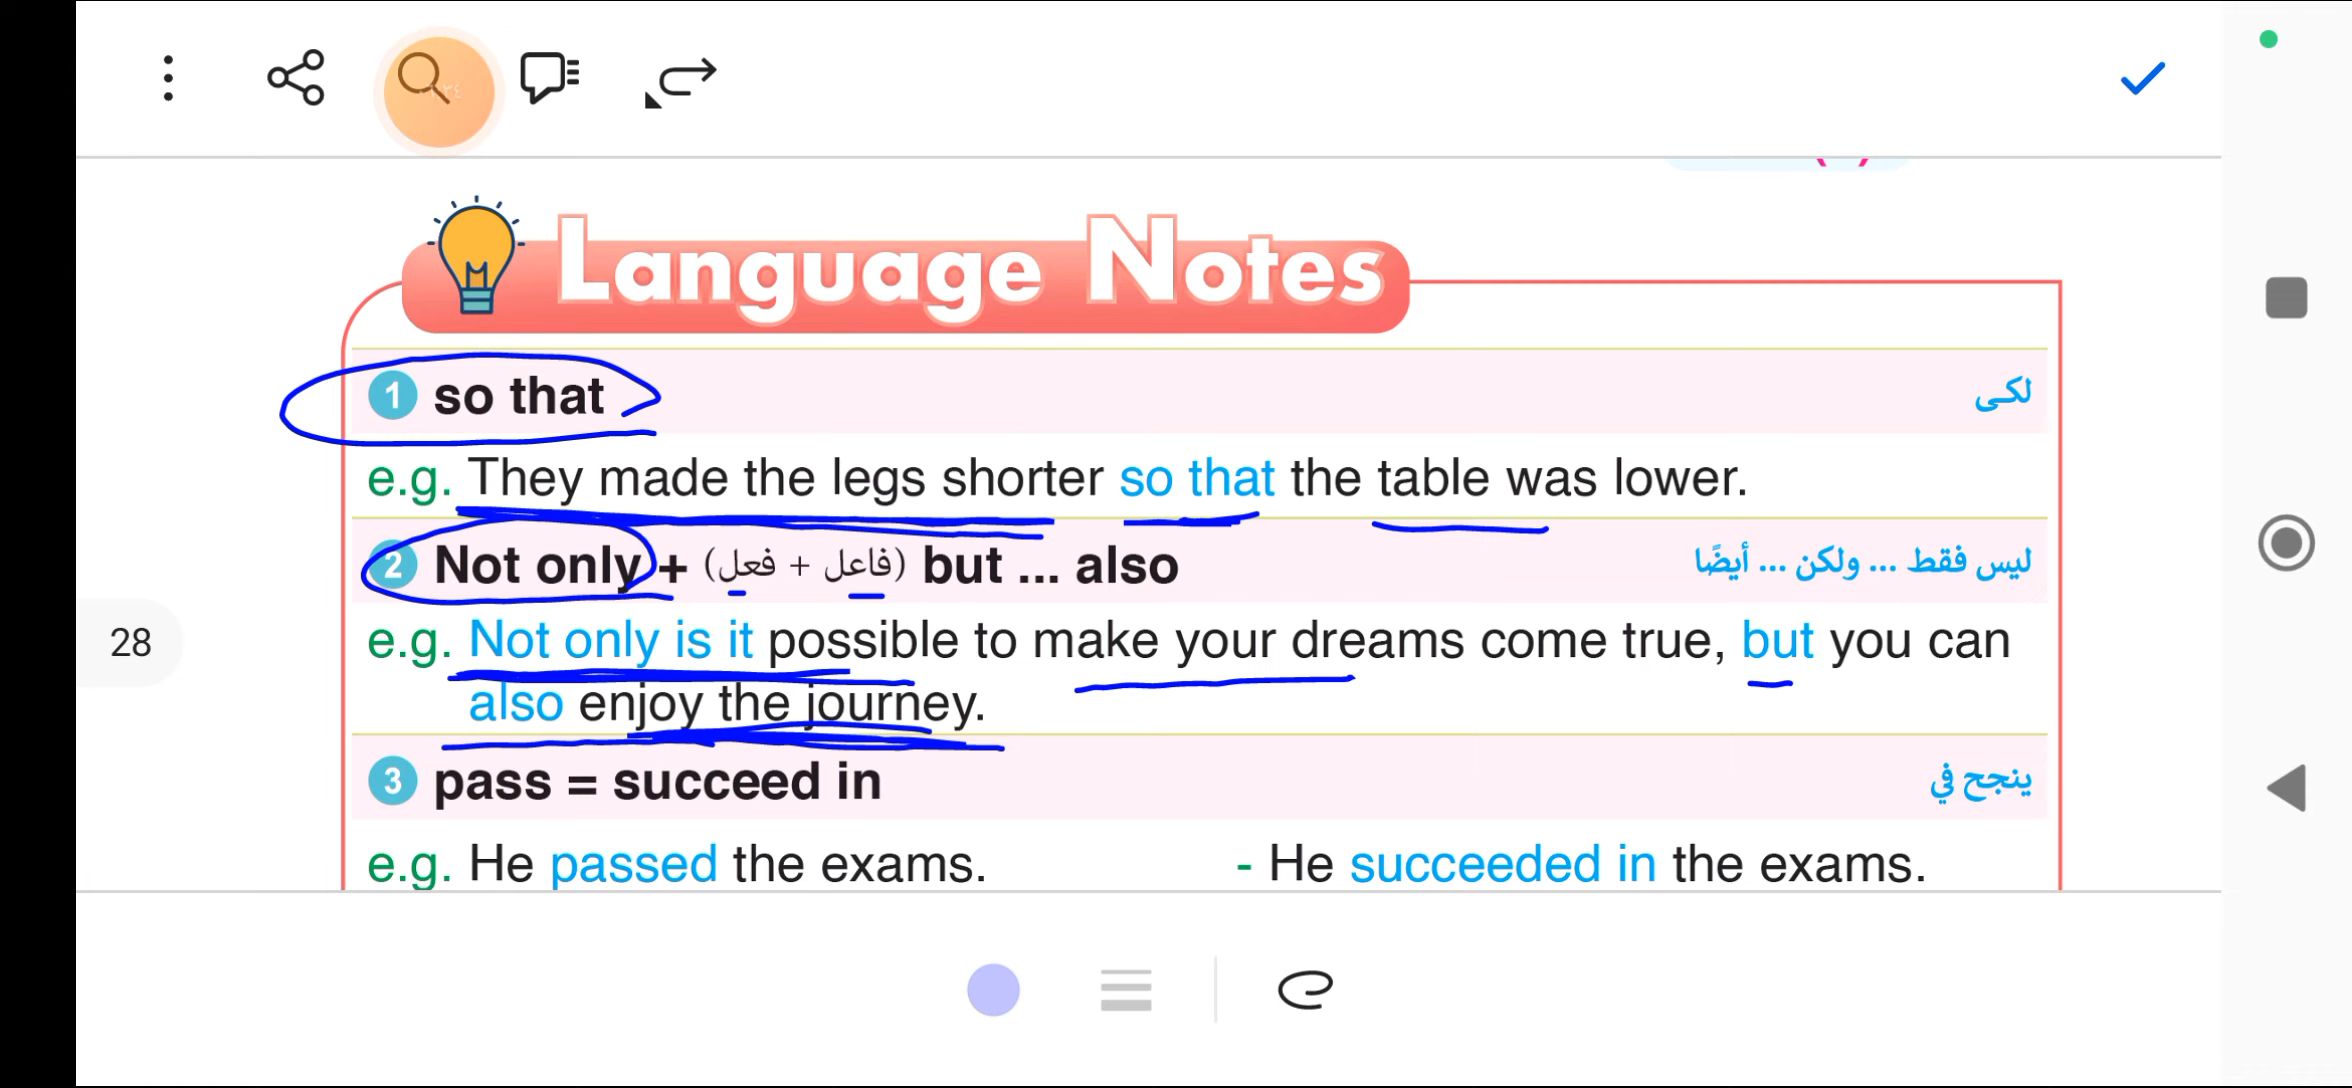 Language Notes
1 so that لكى
e.g. They made the legs shorter so that the table was lower.
2 Not only + (فاعل + فعل) but ... also ليس فقط ... ولكن ... أيضًا
e.g. Not only is it possible to make your dreams come true, but you can
also enjoy the journey.
28
3 pass = succeed in ينجح في
e.g. He passed the exams. - He succeeded in the exams.